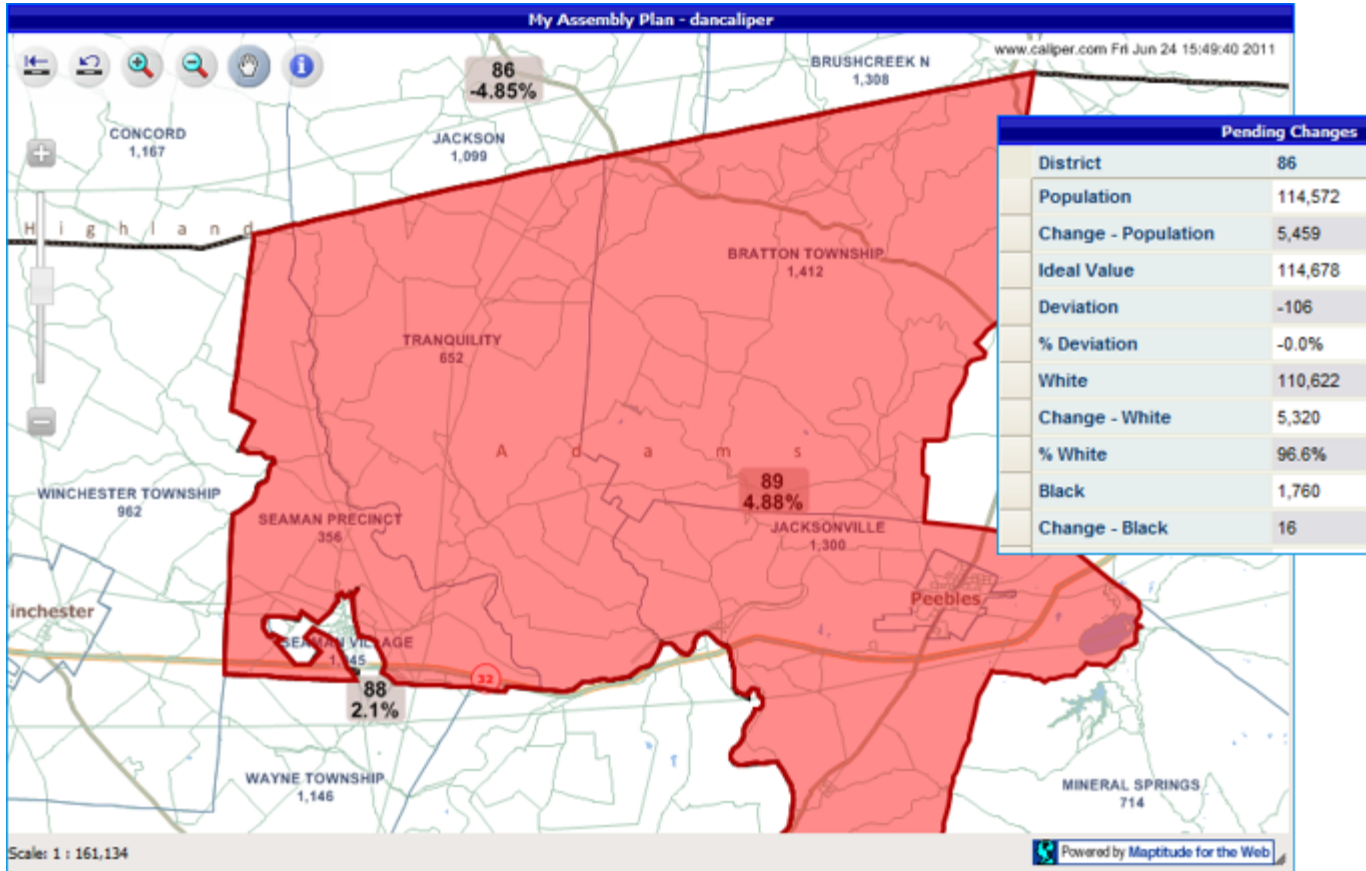 My Assembly Plan - dancaliper
www.caliper.com Fri Jun 24 15:49:40 2011
86
-4.85%
BRUSHCREEK N
1,308
CONCORD
1,167
JACKSON
1,099
Highland
BRATTON TOWNSHIP
1,412
TRANQUILITY
652
Adams
89
4.88%
WINCHESTER TOWNSHIP
962
SEAMAN PRECINCT
356
JACKSONVILLE
1,300
inchester
Peebles
SEAMAN VILLAGE
32
88
2.1%
WAYNE TOWNSHIP
1,146
MINERAL SPRINGS
714
Scale: 1 : 161,134
Powered by Maptitude for the Web
Pending Changes
District 86
Population 114,572
Change - Population 5,459
Ideal Value 114,678
Deviation -106
% Deviation -0.0%
White 110,622
Change - White 5,320
% White 96.6%
Black 1,760
Change - Black 16